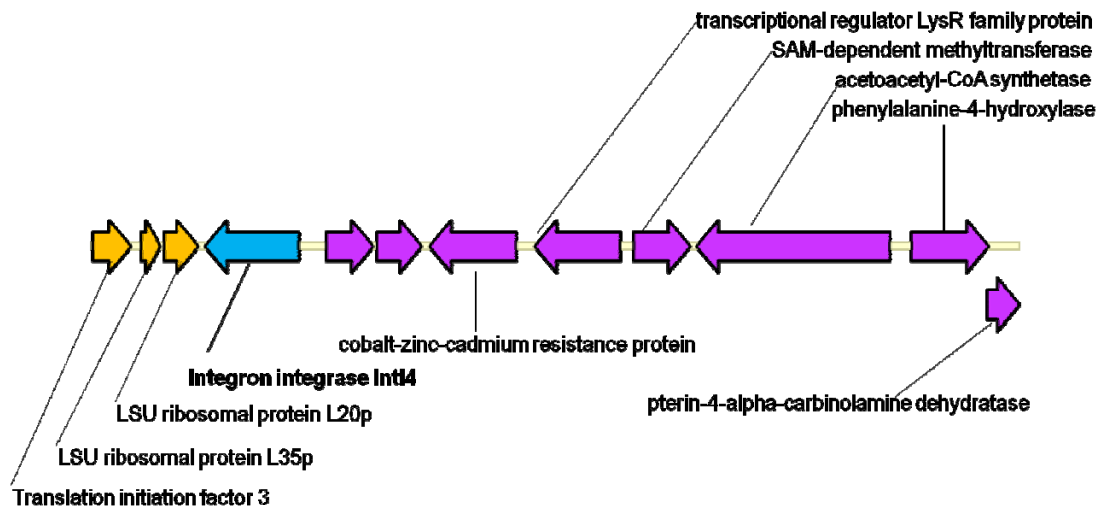 transcriptional regulator LysR family protein
SAM-dependent methyltransferase
acetoacetyl-CoA synthetase
phenylalanine-4-hydroxylase
cobalt-zinc-cadmium resistance protein
Integron integrase IntI4
LSU ribosomal protein L20p
pterin-4-alpha-carbinolamine dehydratase
LSU ribosomal protein L35p
Translation initiation factor 3